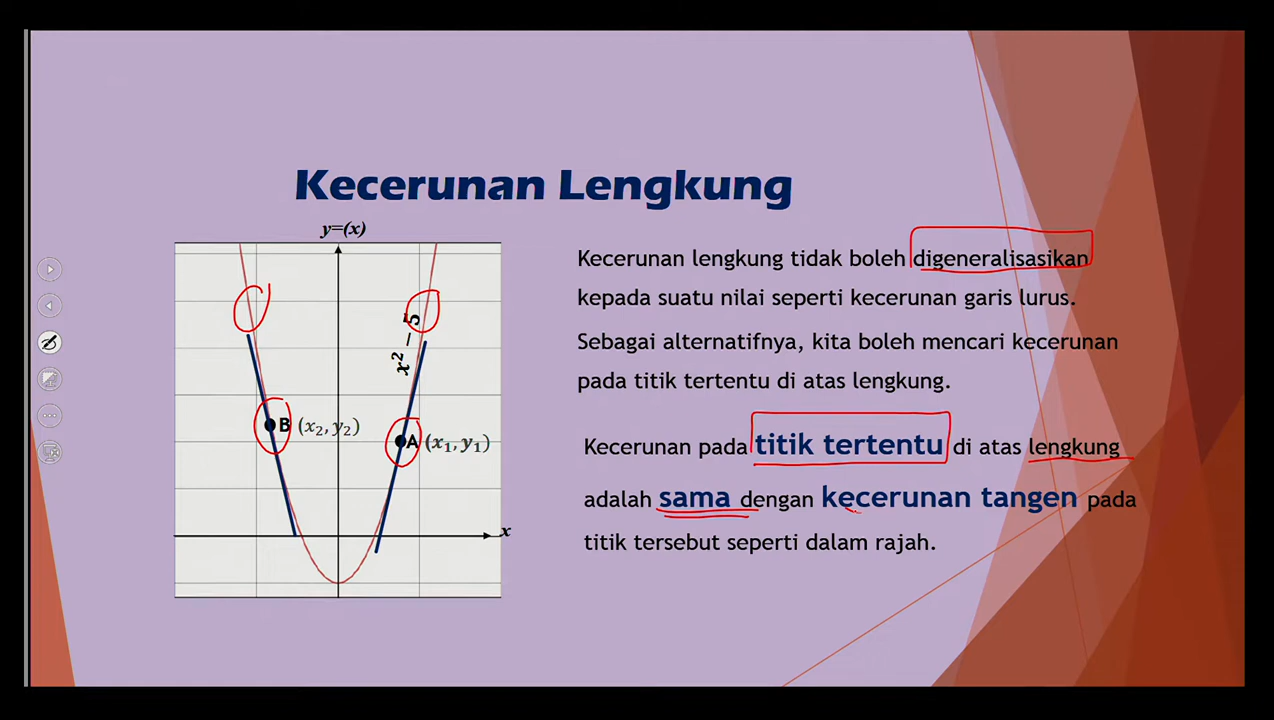 Kecerunan Lengkung
y=(x)
x² − 5
B (x₂, y₂)
A (x₁, y₁)
x
Kecerunan lengkung tidak boleh digeneralisasikan
kepada suatu nilai seperti kecerunan garis lurus.
Sebagai alternatifnya, kita boleh mencari kecerunan
pada titik tertentu di atas lengkung.
Kecerunan pada titik tertentu di atas lengkung
adalah sama dengan kecerunan tangen pada
titik tersebut seperti dalam rajah.